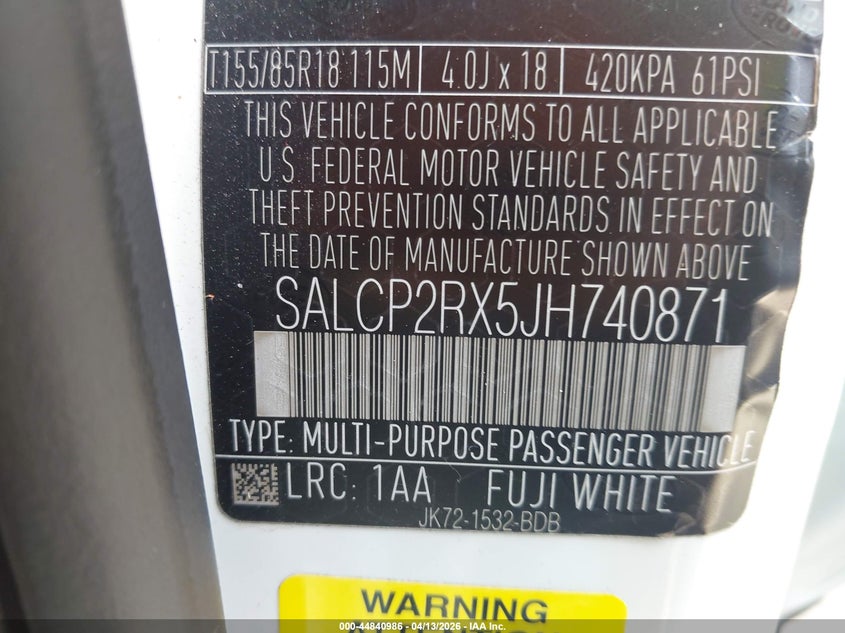 T155/85R18 115M 4.0J x 18 420KPA 61PSI
THIS VEHICLE CONFORMS TO ALL APPLICABLE
U.S. FEDERAL MOTOR VEHICLE SAFETY AND
THEFT PREVENTION STANDARDS IN EFFECT ON
THE DATE OF MANUFACTURE SHOWN ABOVE
SALCP2RX5JH740871
TYPE: MULTI-PURPOSE PASSENGER VEHICLE
LRC: 1AA FUJI WHITE
JK72-1532-BDB
WARNING
000-44840986 | 04/13/2026 | IAA Inc.